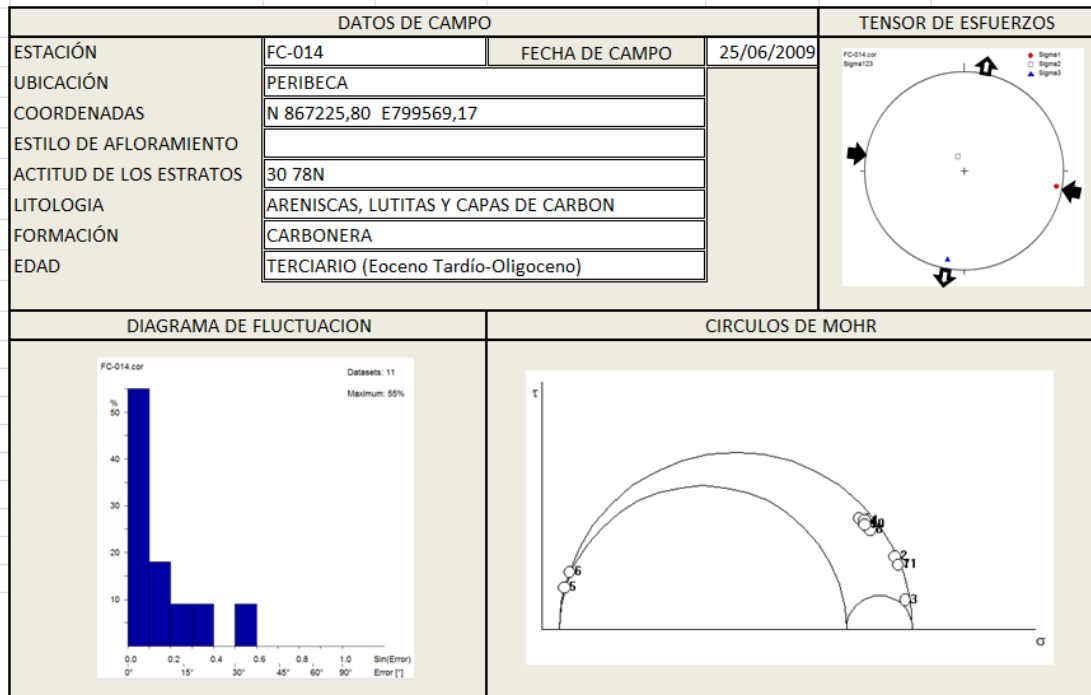 DATOS DE CAMPO
TENSOR DE ESFUERZOS
ESTACIÓN FC-014 FECHA DE CAMPO 25/06/2009
UBICACIÓN PERIBECA
COORDENADAS N 867225,80 E799569,17
ESTILO DE AFLORAMIENTO
ACTITUD DE LOS ESTRATOS 30 78N
LITOLOGIA ARENISCAS, LUTITAS Y CAPAS DE CARBON
FORMACIÓN CARBONERA
EDAD TERCIARIO (Eoceno Tardío-Oligoceno)
FC-014.cor
Sigma123
Sigma1
Sigma2
Sigma3
DIAGRAMA DE FLUCTUACION
CIRCULOS DE MOHR
FC-014.cor
Datasets: 11
Maximum: 55%
%
50
40
30
20
10
0.0 0.2 0.4 0.6 0.8 1.0 Sin(Error)
0° 15° 30° 45° 60° 90° Error [°]
τ
6
5
2
71
3
σ